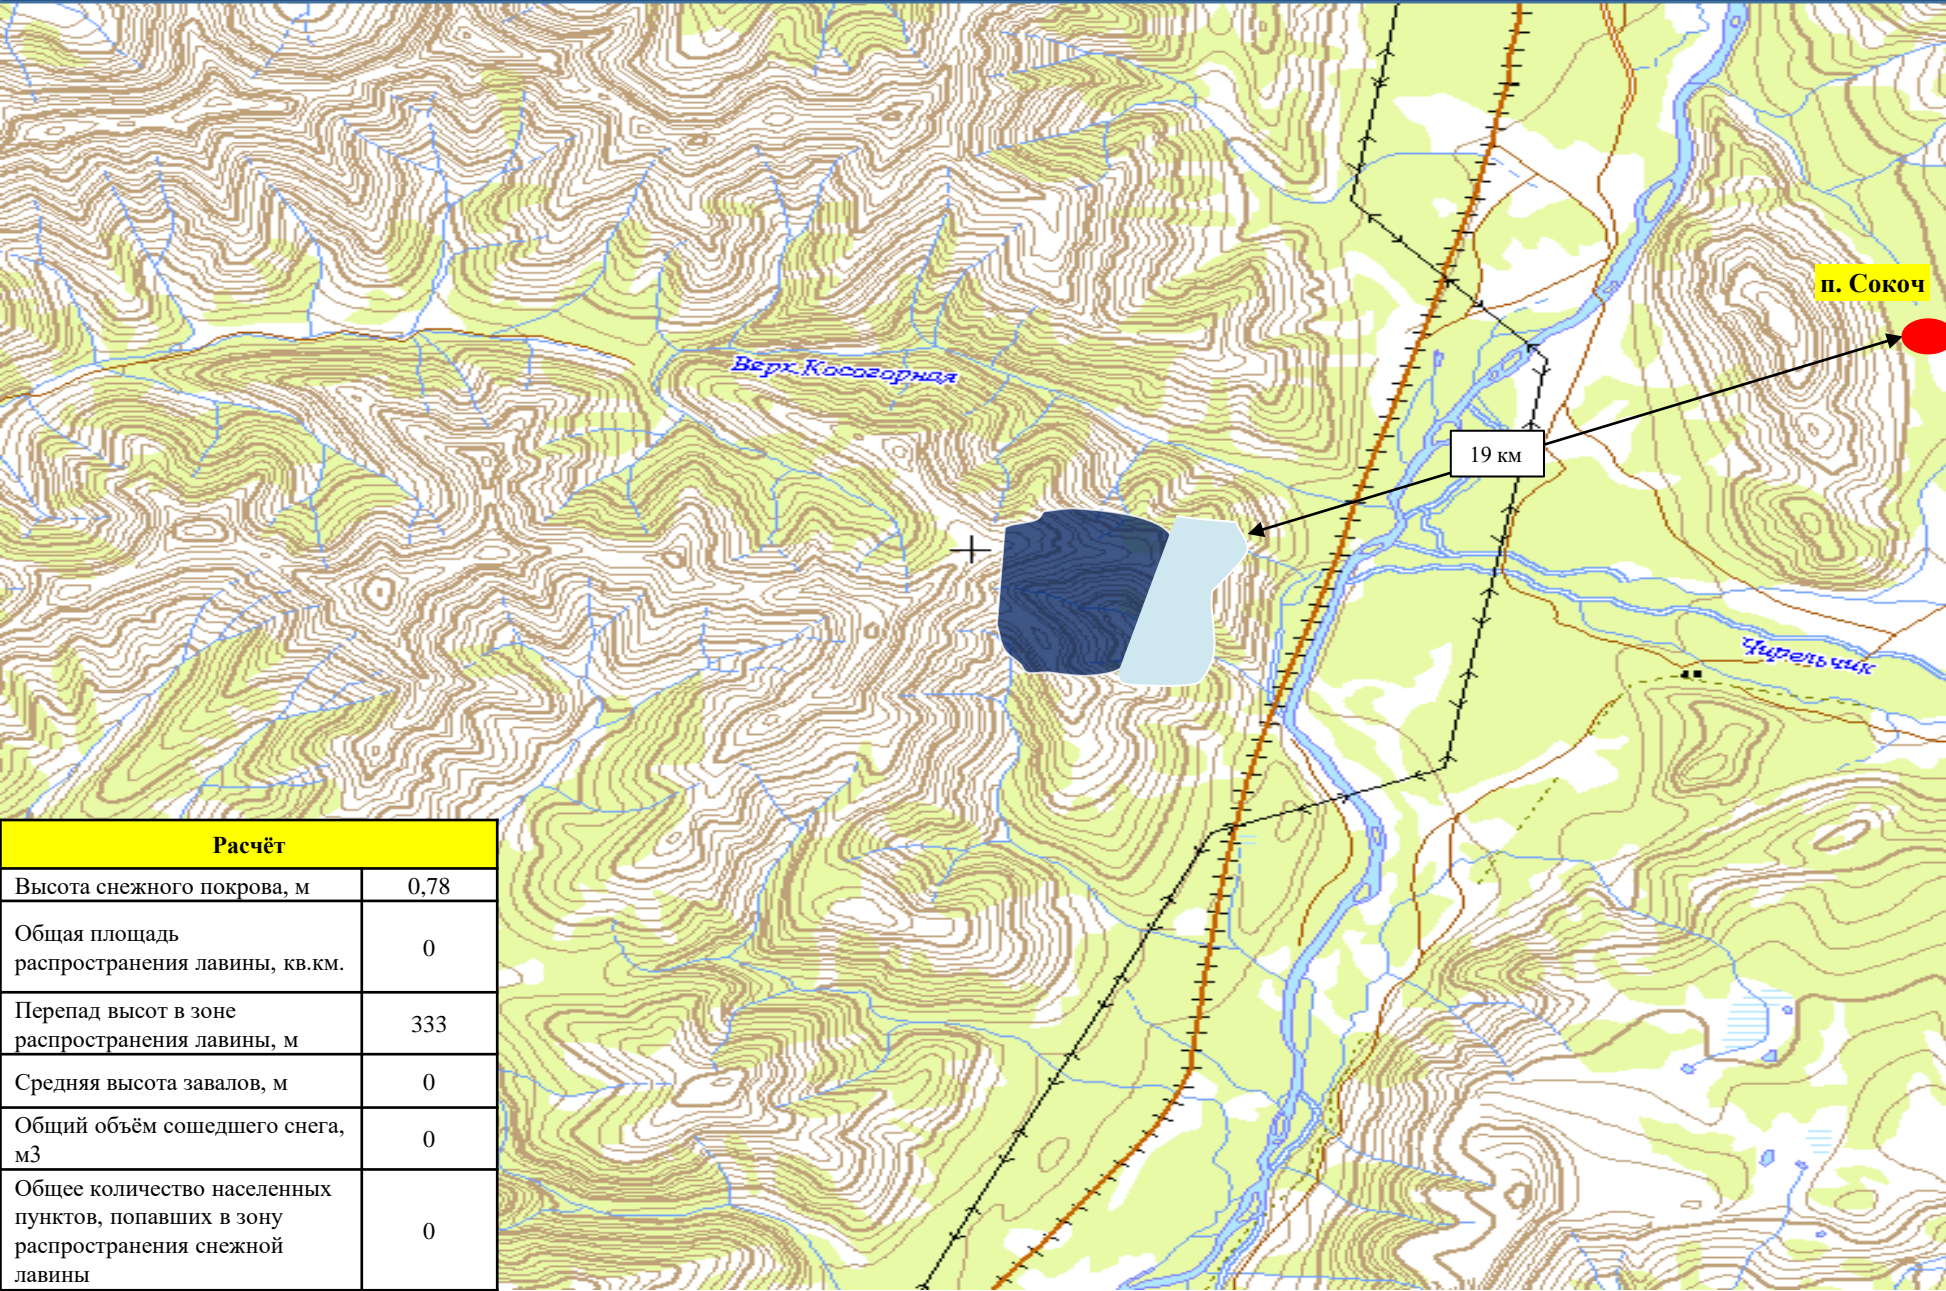 п. Сокоч
Верх.Косогорная
19 км
Чирельчик
Расчёт
Высота снежного покрова, м
0,78
Общая площадь
распространения лавины, кв.км.
0
Перепад высот в зоне
распространения лавины, м
333
Средняя высота завалов, м
0
Общий объём сошедшего снега,
м3
0
Общее количество населенных
пунктов, попавших в зону
распространения снежной
лавины
0